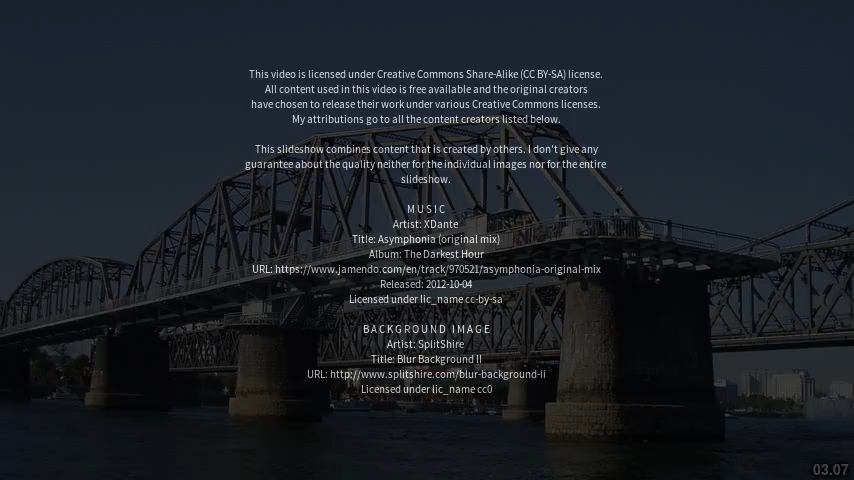 This video is licensed under Creative Commons Share-Alike (CC BY-SA) license.
All content used in this video is free available and the original creators
have chosen to release their work under various Creative Commons licenses.
My attributions go to all the content creators listed below.
This slideshow combines content that is created by others. I don't give any
guarantee about the quality neither for the individual images nor for the entire
slideshow.
MUSIC
Artist: XDante
Title: Asymphonia (original mix)
Album: The Darkest Hour
URL: https://www.jamendo.com/en/track/970521/asymphonia-original-mix
Released: 2012-10-04
Licensed under lic_name cc-by-sa
BACKGROUND IMAGE
Artist: SplitShire
Title: Blur Background II
URL: http://www.splitshire.com/blur-background-ii
Licensed under lic_name cc0
03.07